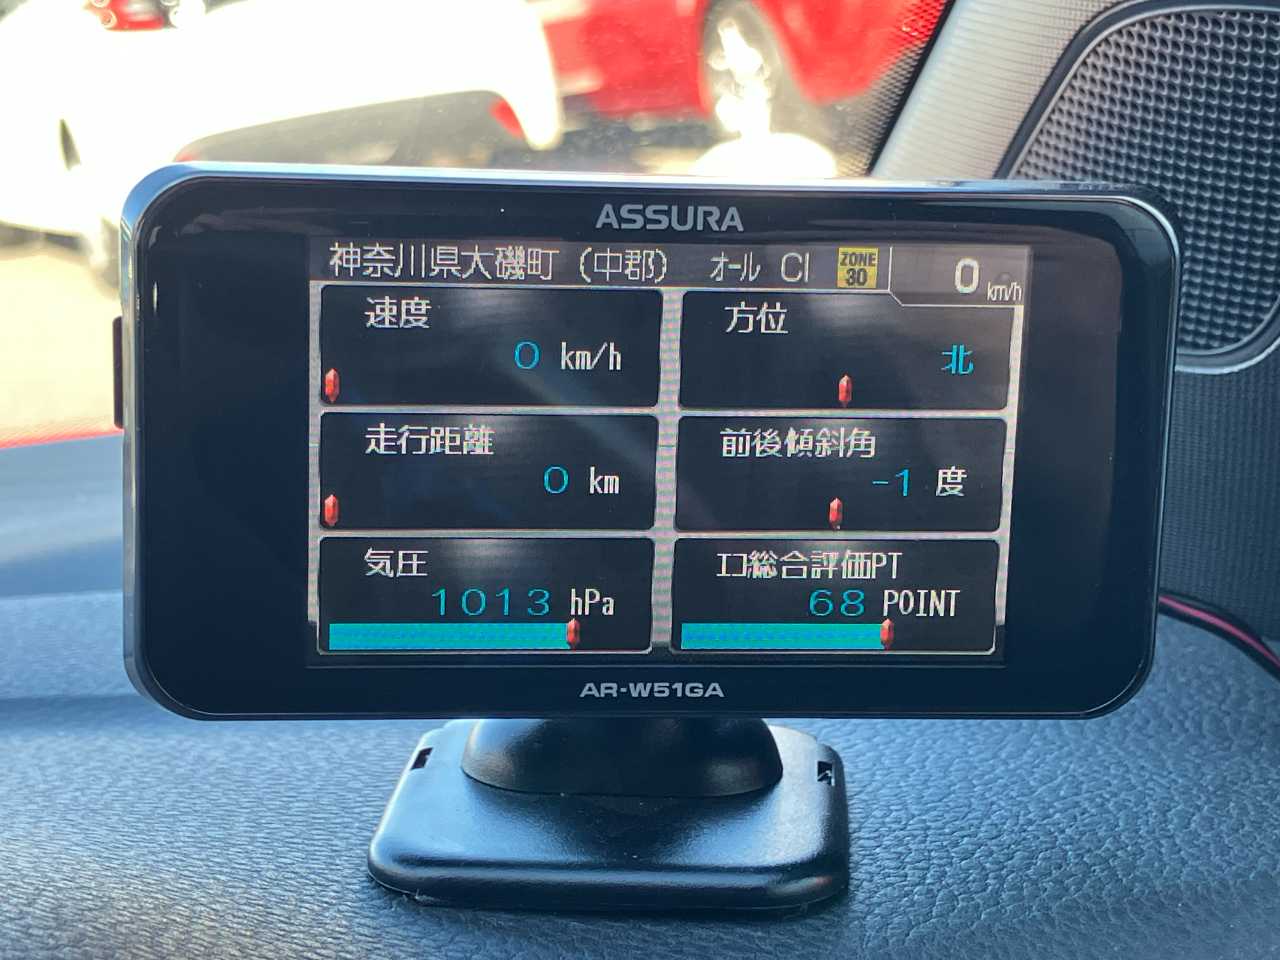 ASSURA
神奈川県大磯町(中郡) オール CI ZONE 30 0 km/h
速度
0 km/h
方位
北
走行距離
0 km
前後傾斜角
-1 度
気圧
1013 hPa
エコ総合評価PT
68 POINT
AR-W51GA